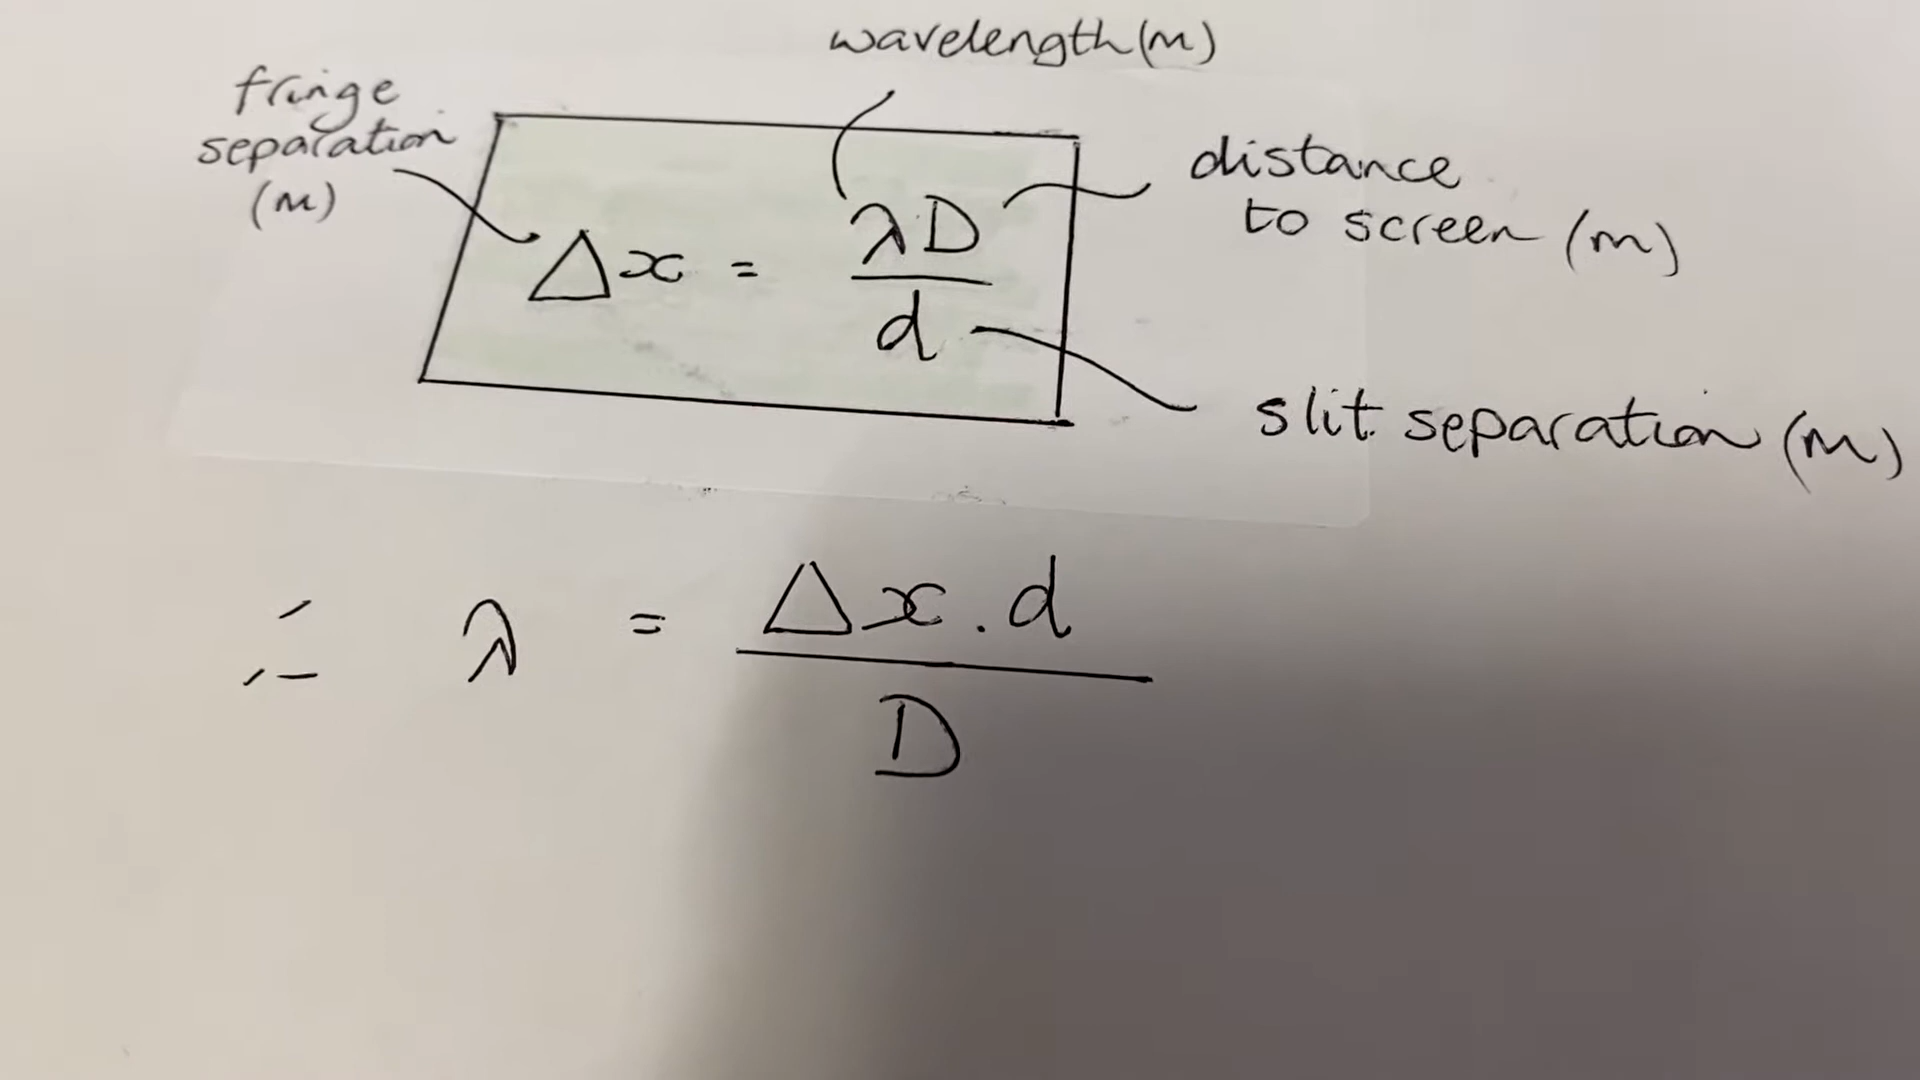 wavelength (m)
fringe
separation
(m)
distance
to screen (m)
Δx = λD / d
slit separation (m)
∴ λ = Δx . d / D